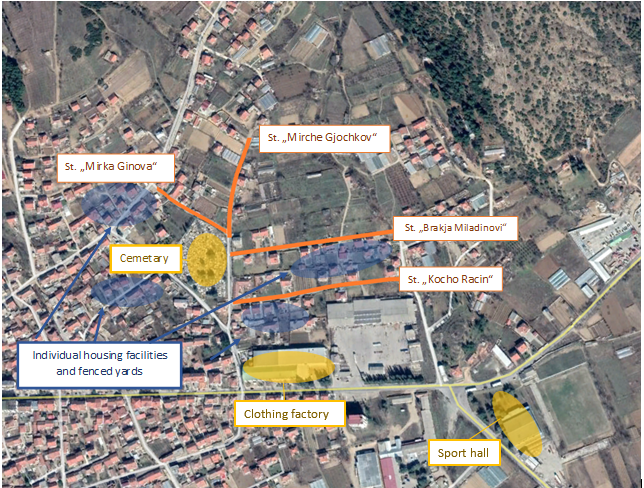 St. „Mirche Gjochkov“
St. „Mirka Ginova“
St. „Brakja Miladinovi“
Cemetary
St. „Kocho Racin“
Individual housing facilities
and fenced yards
Clothing factory
Sport hall